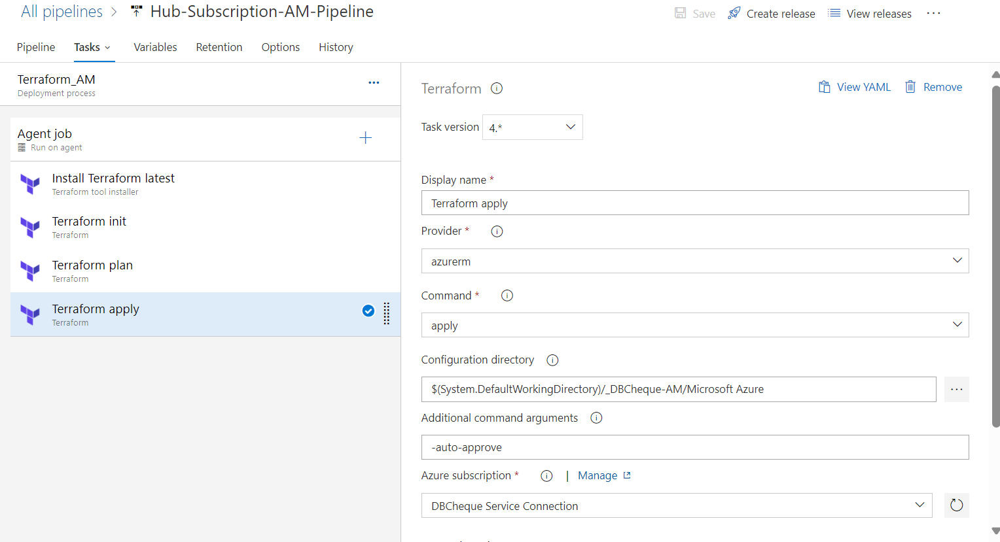 All pipelines > Hub-Subscription-AM-Pipeline
Save Create release View releases ...
Pipeline Tasks Variables Retention Options History
Terraform_AM
Deployment process
Agent job
Run on agent
Install Terraform latest
Terraform tool installer
Terraform init
Terraform
Terraform plan
Terraform
Terraform apply
Terraform
Terraform
View YAML Remove
Task version 4.*
Display name *
Terraform apply
Provider *
azurerm
Command *
apply
Configuration directory
$(System.DefaultWorkingDirectory)/_DBCheque-AM/Microsoft Azure
Additional command arguments
-auto-approve
Azure subscription * | Manage
DBCheque Service Connection